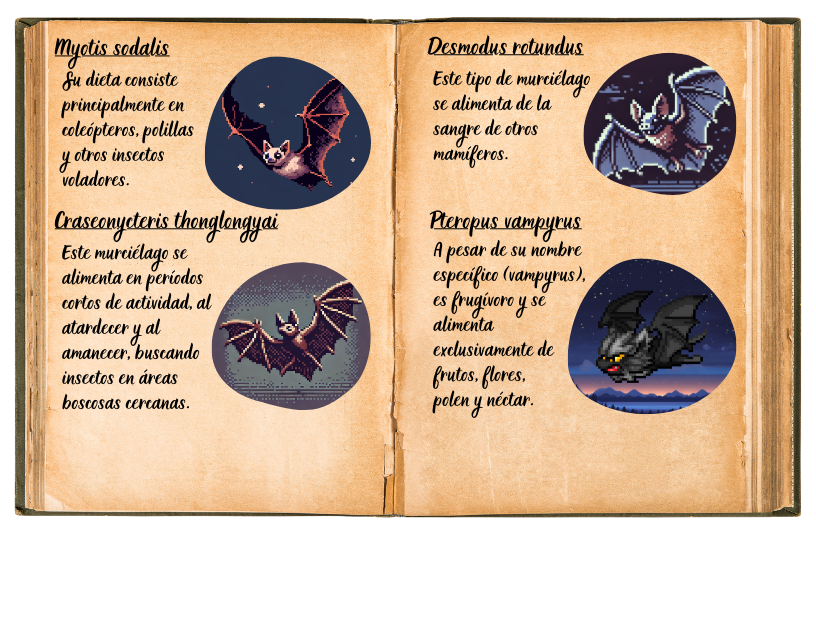 Myotis sodalis
Su dieta consiste
principalmente en
coleópteros, polillas
y otros insectos
voladores.
Craseonycteris thonglongyai
Este murciélago se
alimenta en períodos
cortos de actividad, al
atardecer y al
amanecer, buscando
insectos en áreas
boscosas cercanas.
Desmodus rotundus
Este tipo de murciélago
se alimenta de la
sangre de otros
mamíferos.
Pteropus vampyrus
A pesar de su nombre
específico (vampyrus),
es frugívoro y se
alimenta
exclusivamente de
frutos, flores,
polen y néctar.